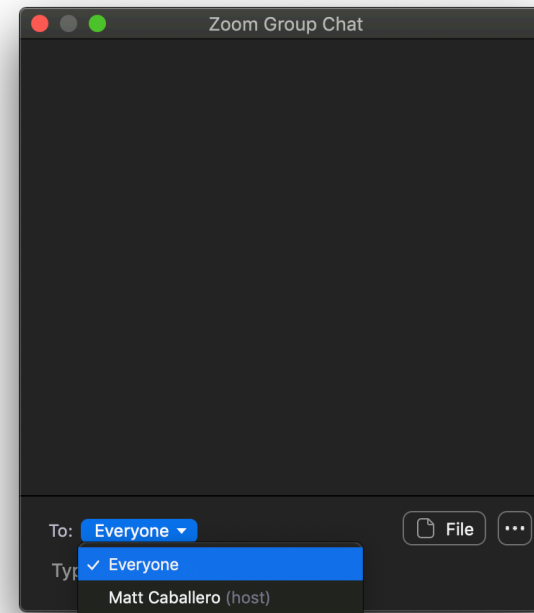 Zoom Group Chat
To: Everyone File
Typ
Everyone
Matt Caballero (host)